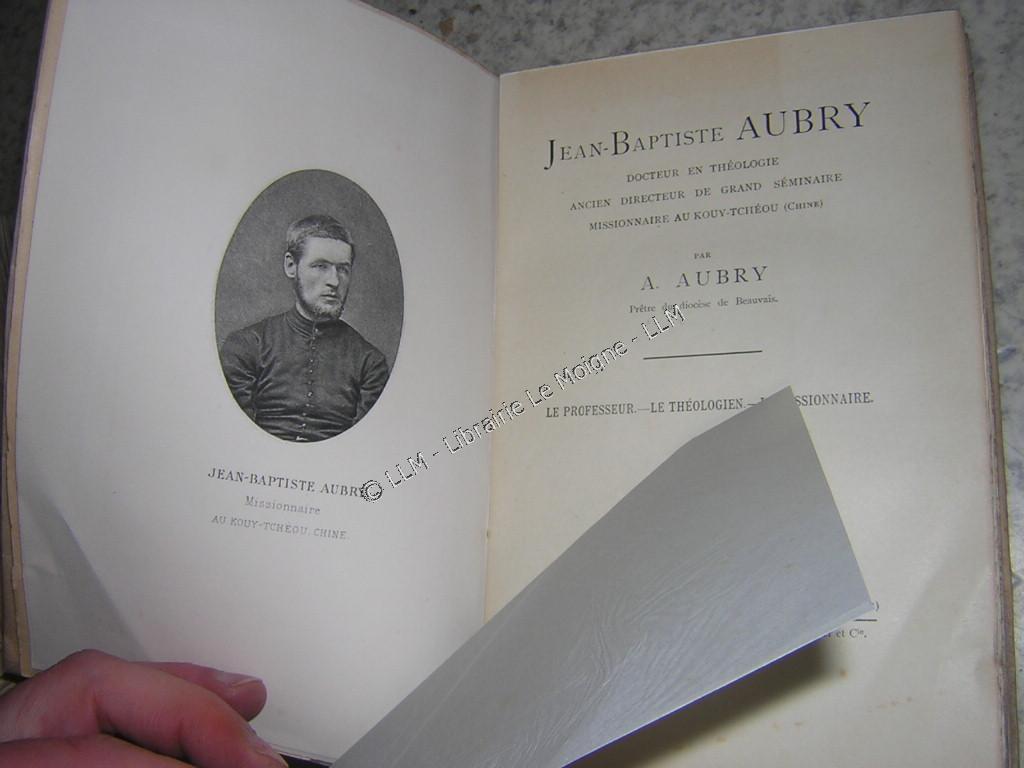 JEAN-BAPTISTE AUBRY
Missionnaire
AU KOUY-TCHÉOU. CHINE.
JEAN-BAPTISTE AUBRY
DOCTEUR EN THÉOLOGIE
ANCIEN DIRECTEUR DE GRAND SÉMINAIRE
MISSIONNAIRE AU KOUY-TCHÉOU (CHINE)
PAR
A. AUBRY
Prêtre du diocèse de Beauvais.
LE PROFESSEUR.—LE THÉOLOGIEN.—
et Cie.
© LLM - Librairie Le Moigne - LLM